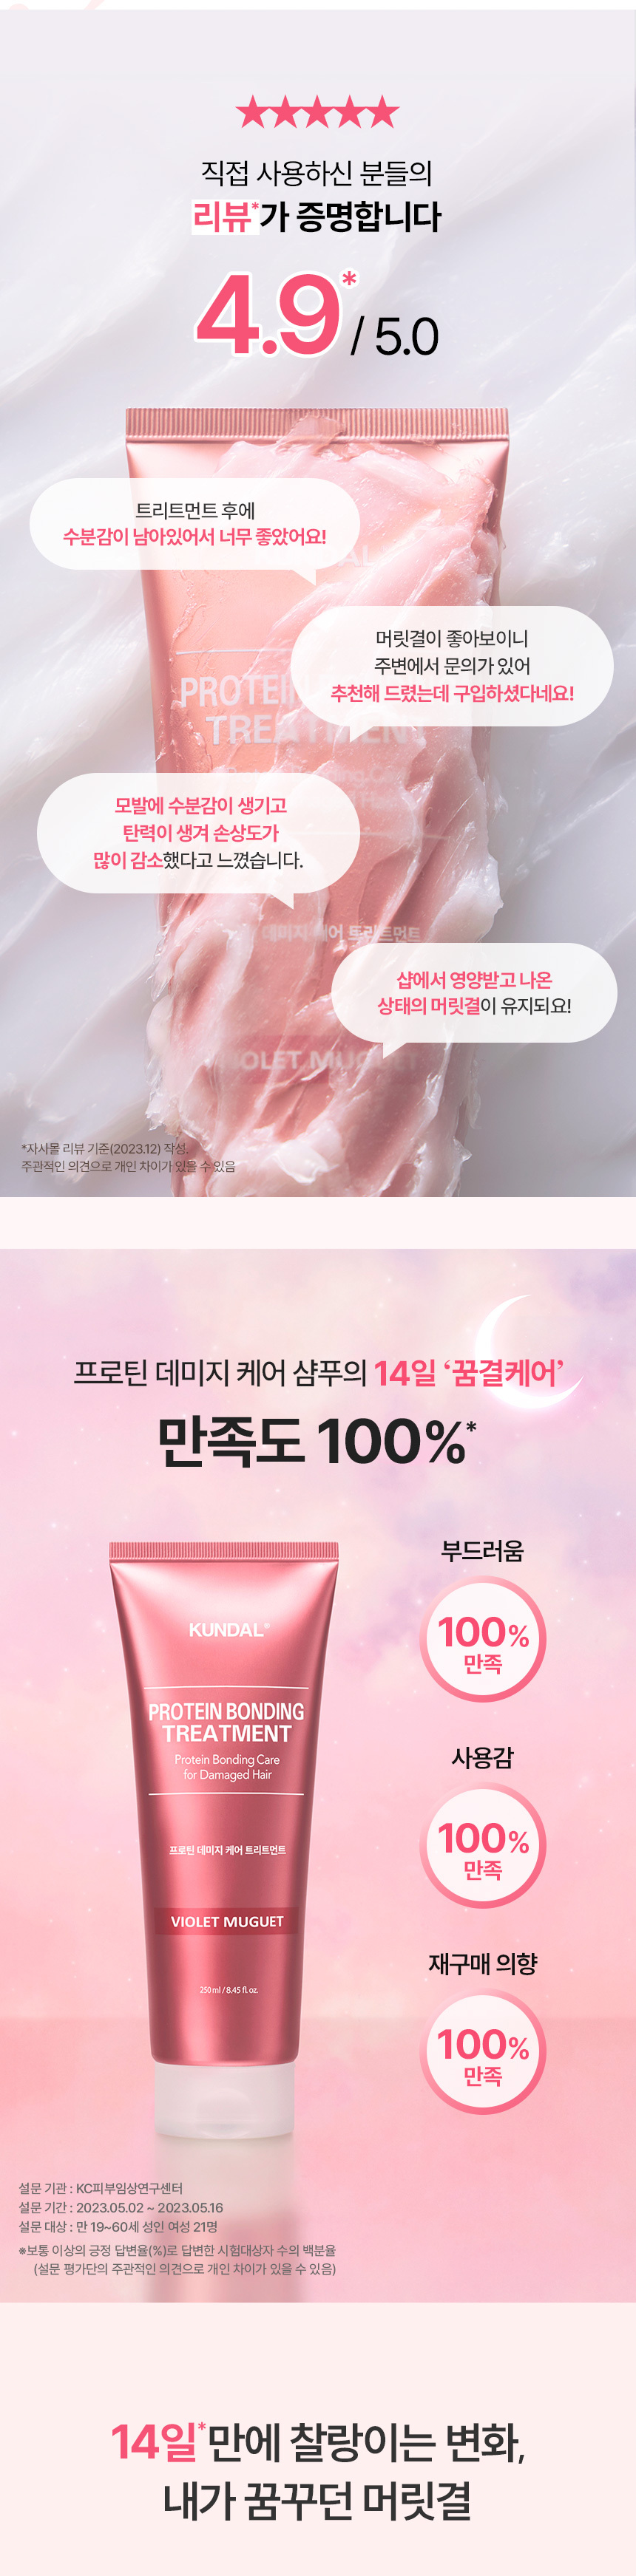 직접 사용하신 분들의
리뷰*가 증명합니다
4.9* / 5.0
트리트먼트 후에
수분감이 남아있어서 너무 좋았어요!
머릿결이 좋아보이니
주변에서 문의가 있어
추천해 드렸는데 구입하셨다네요!
PROTEI
TREATMENT
모발에 수분감이 생기고
탄력이 생겨 손상도가
많이 감소했다고 느꼈습니다.
데미지 케어 트리트먼트
샵에서 영양받고 나온
상태의 머릿결이 유지되요!
*자사몰 리뷰 기준(2023.12) 작성.
주관적인 의견으로 개인 차이가 있을 수 있음
프로틴 데미지 케어 샴푸의 14일 ‘꿈결케어’
만족도 100%*
부드러움
100%
만족
사용감
100%
만족
재구매 의향
100%
만족
KUNDAL®
PROTEIN BONDING
TREATMENT
Protein Bonding Care
for Damaged Hair
프로틴 데미지 케어 트리트먼트
VIOLET MUGUET
250 ml / 8.45 fl. oz.
설문 기관 : KC피부임상연구센터
설문 기간 : 2023.05.02 ~ 2023.05.16
설문 대상 : 만 19~60세 성인 여성 21명
※보통 이상의 긍정 답변율(%)로 답변한 시험대상자 수의 백분율
(설문 평가단의 주관적인 의견으로 개인 차이가 있을 수 있음)
14일*만에 찰랑이는 변화,
내가 꿈꾸던 머릿결